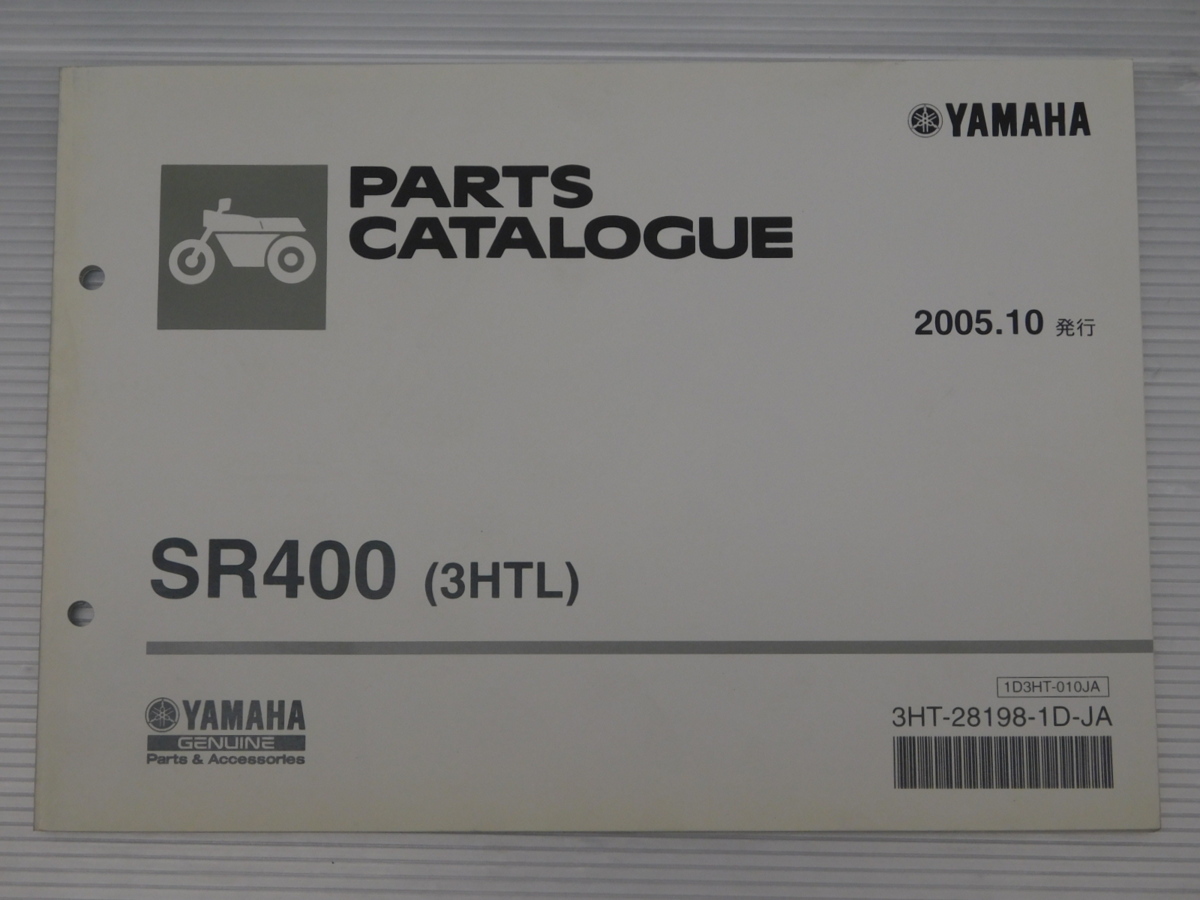 YAMAHA
PARTS
CATALOGUE
2005.10 発行
SR400 (3HTL)
YAMAHA
GENUINE
Parts & Accessories
1D3HT-010JA
3HT-28198-1D-JA